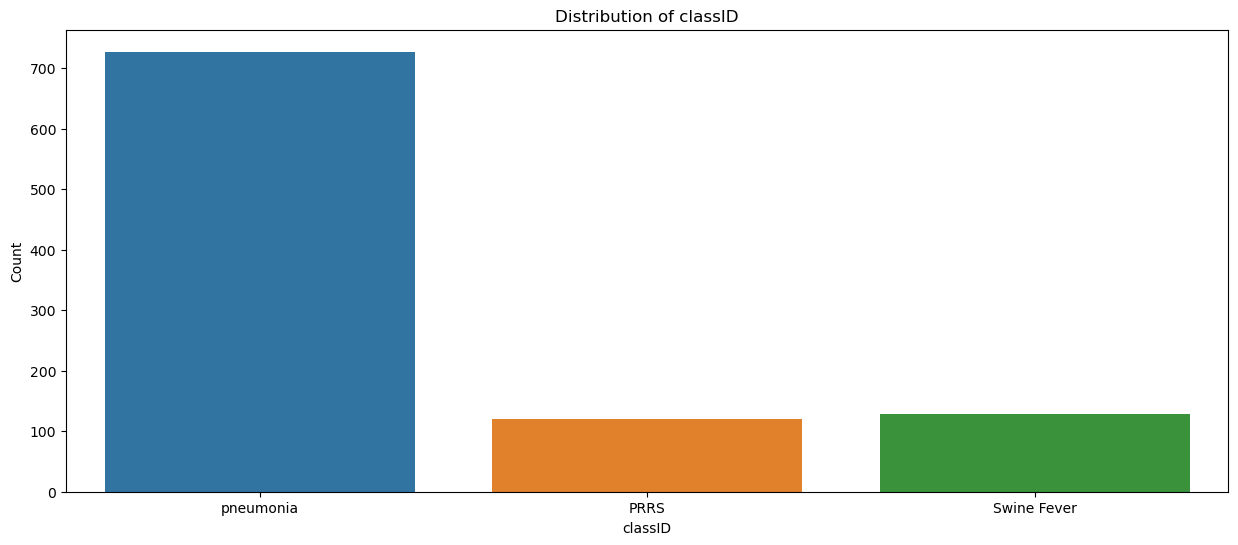 Distribution of classID
700
600
500
400
300
200
100
0
Count
pneumonia PRRS Swine Fever
classID